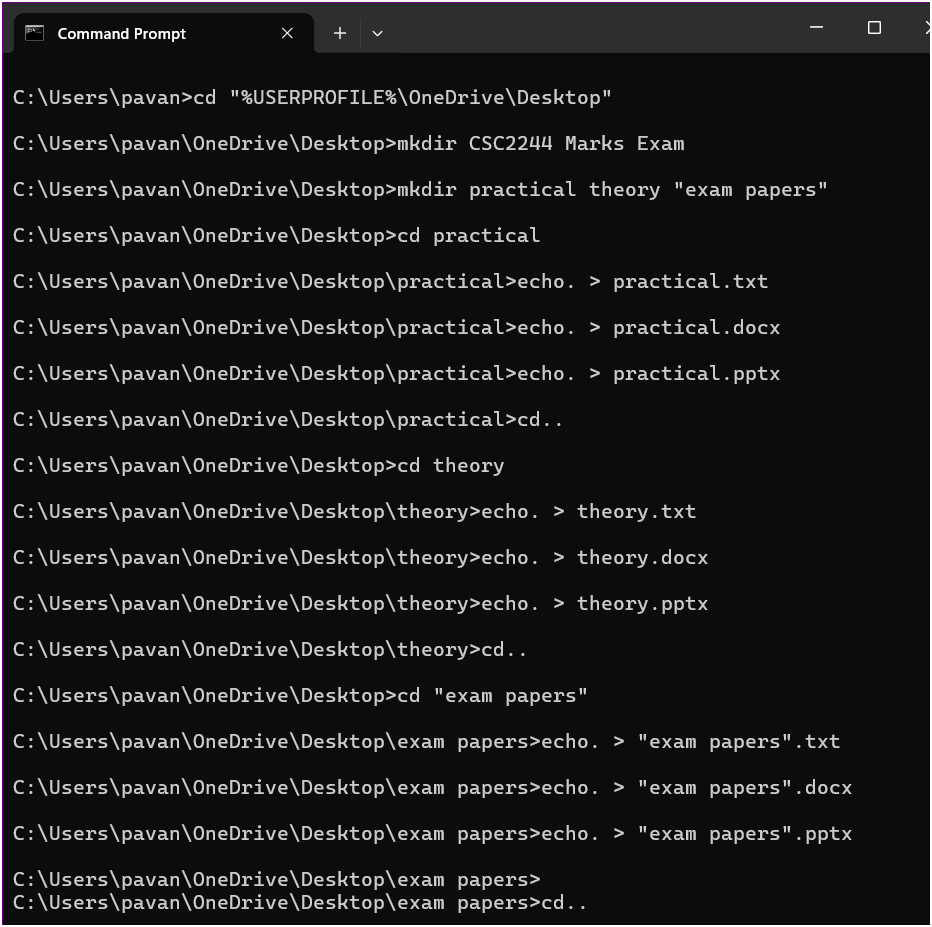 Command Prompt
C:\Users\pavan>cd "%USERPROFILE%\OneDrive\Desktop"
C:\Users\pavan\OneDrive\Desktop>mkdir CSC2244 Marks Exam
C:\Users\pavan\OneDrive\Desktop>mkdir practical theory "exam papers"
C:\Users\pavan\OneDrive\Desktop>cd practical
C:\Users\pavan\OneDrive\Desktop\practical>echo. > practical.txt
C:\Users\pavan\OneDrive\Desktop\practical>echo. > practical.docx
C:\Users\pavan\OneDrive\Desktop\practical>echo. > practical.pptx
C:\Users\pavan\OneDrive\Desktop\practical>cd..
C:\Users\pavan\OneDrive\Desktop>cd theory
C:\Users\pavan\OneDrive\Desktop\theory>echo. > theory.txt
C:\Users\pavan\OneDrive\Desktop\theory>echo. > theory.docx
C:\Users\pavan\OneDrive\Desktop\theory>echo. > theory.pptx
C:\Users\pavan\OneDrive\Desktop\theory>cd..
C:\Users\pavan\OneDrive\Desktop>cd "exam papers"
C:\Users\pavan\OneDrive\Desktop\exam papers>echo. > "exam papers".txt
C:\Users\pavan\OneDrive\Desktop\exam papers>echo. > "exam papers".docx
C:\Users\pavan\OneDrive\Desktop\exam papers>echo. > "exam papers".pptx
C:\Users\pavan\OneDrive\Desktop\exam papers>
C:\Users\pavan\OneDrive\Desktop\exam papers>cd..